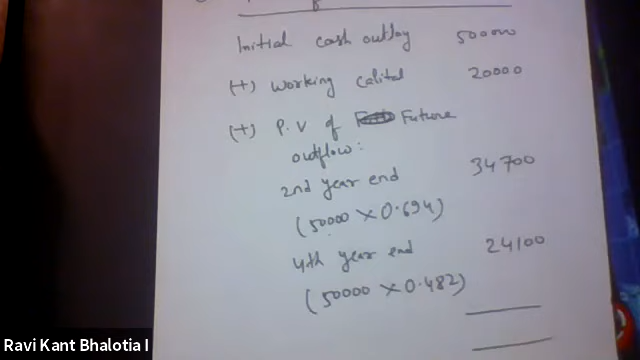 Initial cash outlay 500000
(+) Working calital 20000
(+) P.V of Future
outflow:
2nd year end 34700
(50000 × 0.694)
4th year end 24100
(50000 × 0.482)
Ravi Kant Bhalotia I